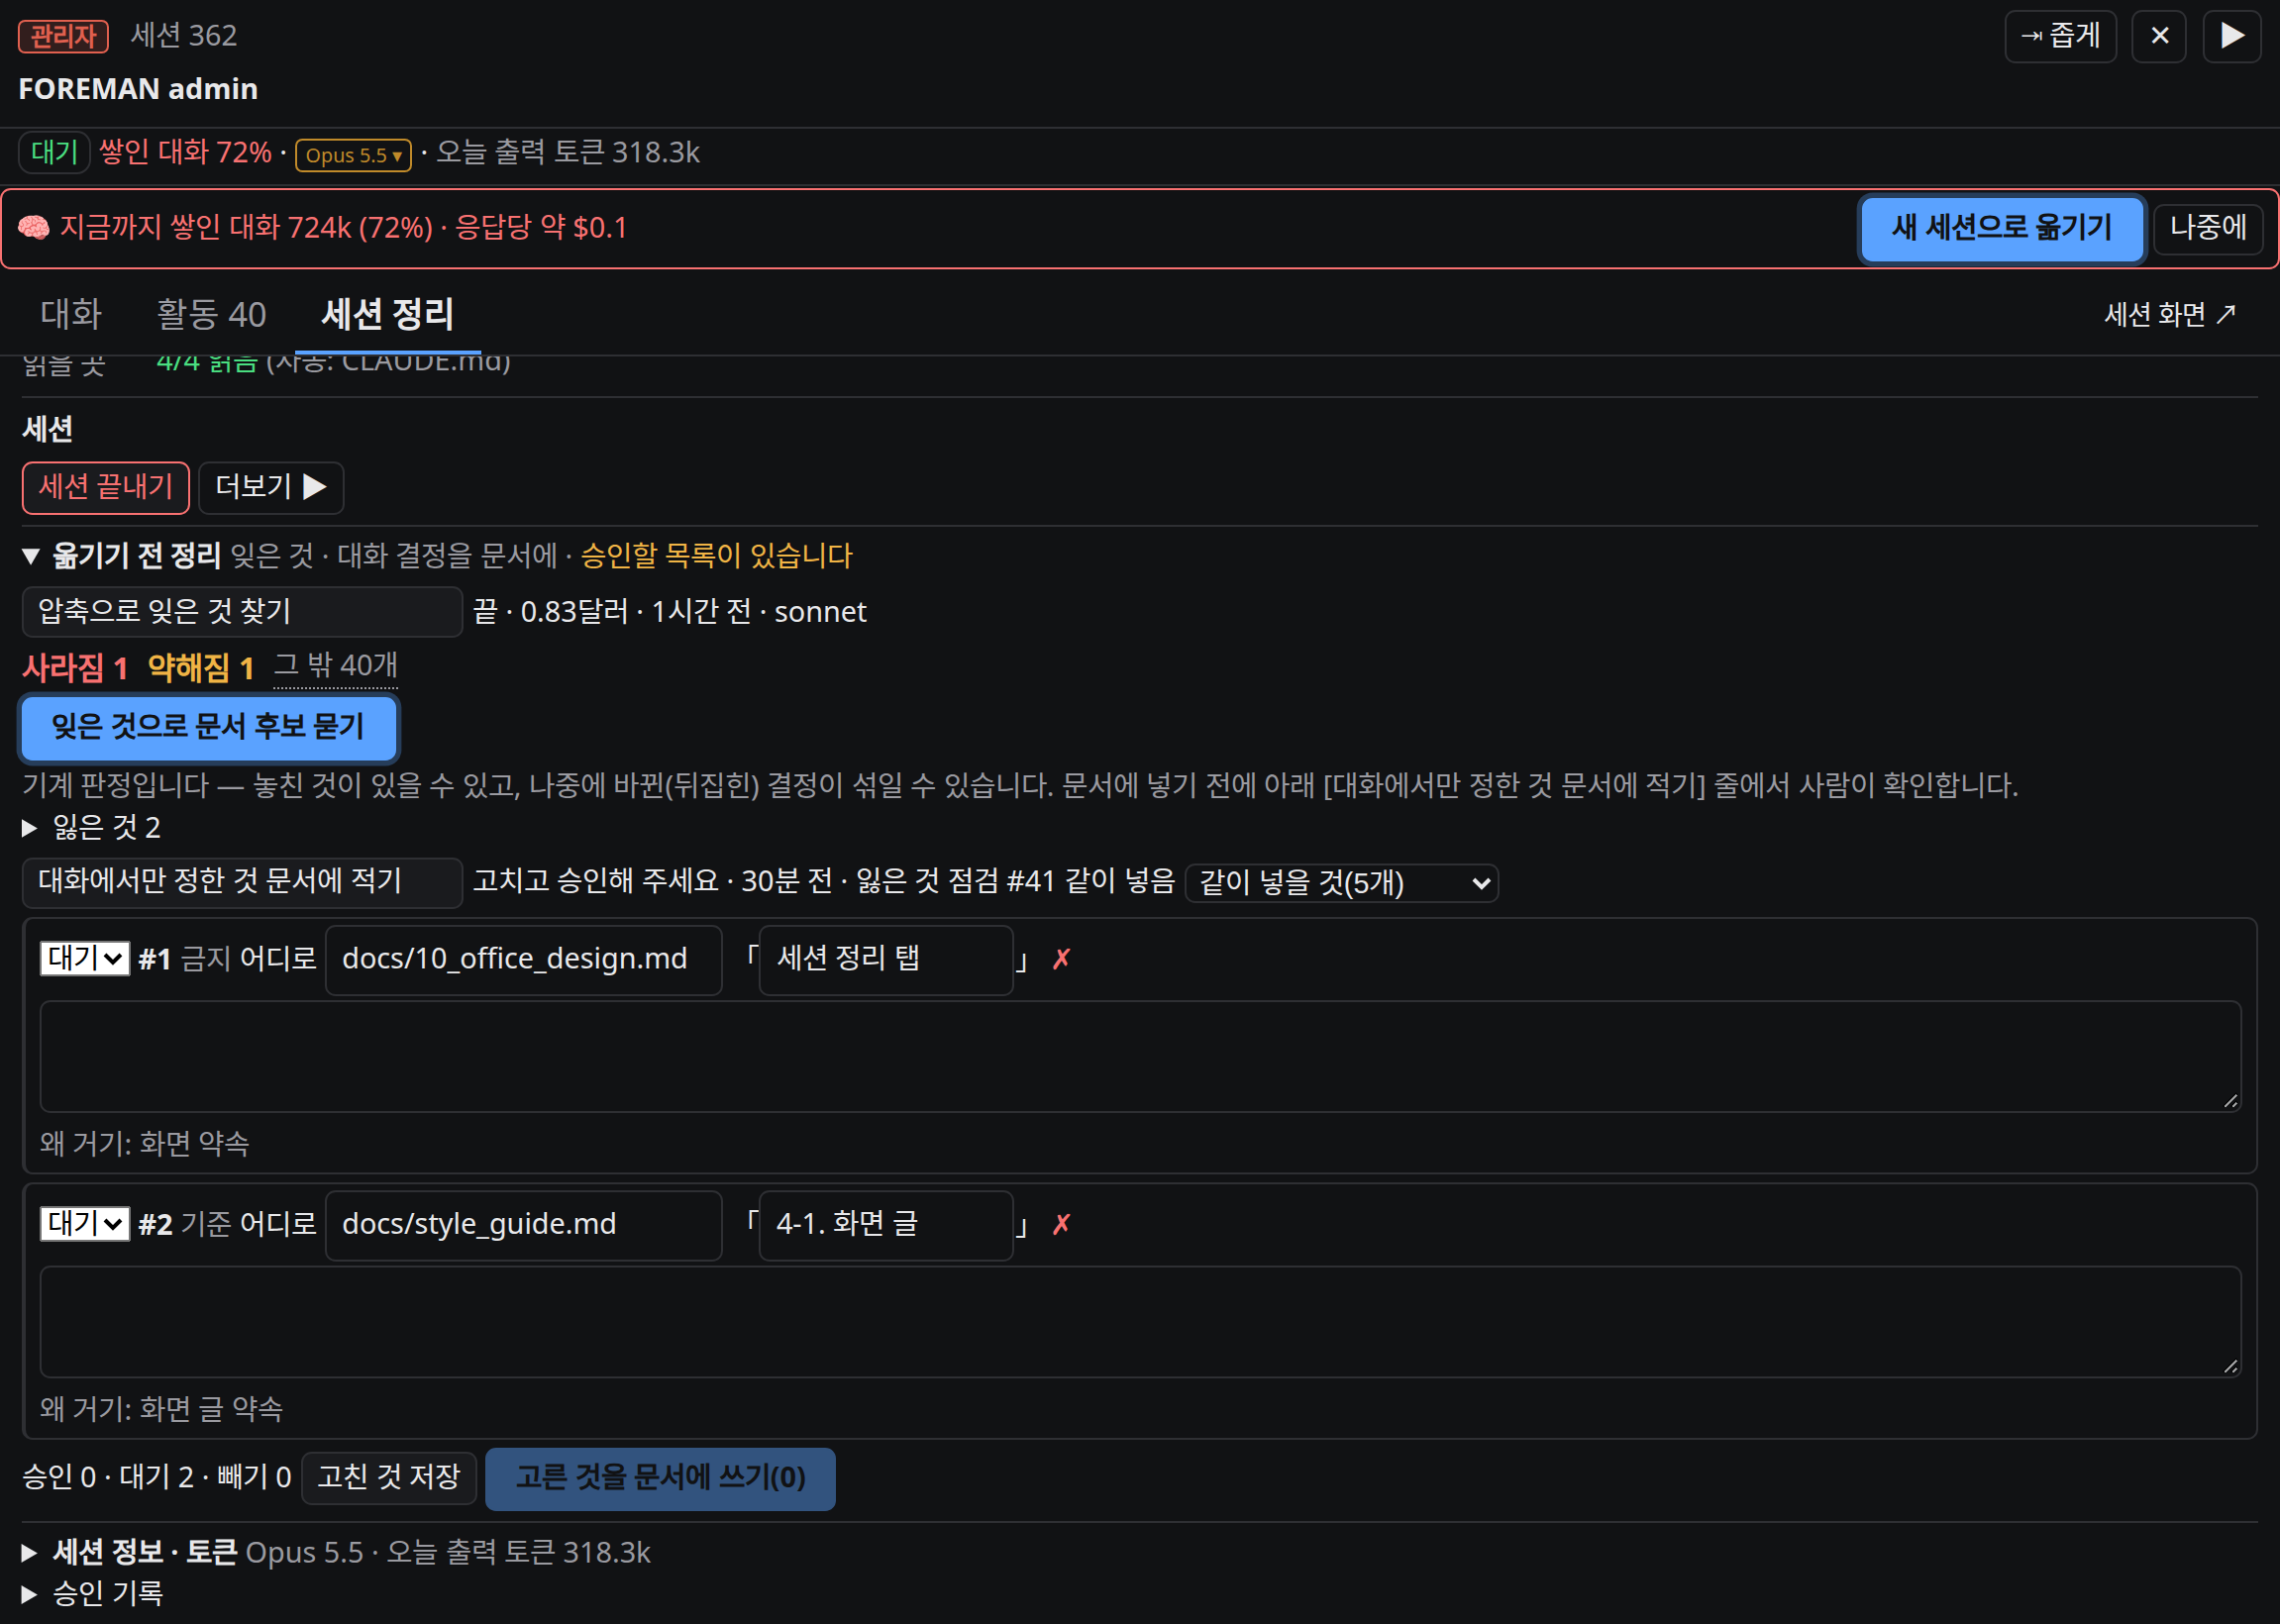 관리자 세션 362 ⇥ 좁게 ✕ ▶
FOREMAN admin
대기 쌓인 대화 72% · Opus 5.5 ▾ · 오늘 출력 토큰 318.3k
🧠 지금까지 쌓인 대화 724k (72%) · 응답당 약 $0.1 새 세션으로 옮기기 나중에
대화 활동 40 세션 정리 세션 화면 ↗
읽을 곳 4/4 읽음 (자동: CLAUDE.md)
세션
세션 끝내기 더보기 ▶
▼ 옮기기 전 정리 잊은 것 · 대화 결정을 문서에 · 승인할 목록이 있습니다
압축으로 잊은 것 찾기 끝 · 0.83달러 · 1시간 전 · sonnet
사라짐 1 약해짐 1 그 밖 40개
잊은 것으로 문서 후보 묻기
기계 판정입니다 — 놓친 것이 있을 수 있고, 나중에 바뀐(뒤집힌) 결정이 섞일 수 있습니다. 문서에 넣기 전에 아래 [대화에서만 정한 것 문서에 적기] 줄에서 사람이 확인합니다.
▶ 잃은 것 2
대화에서만 정한 것 문서에 적기 고치고 승인해 주세요 · 30분 전 · 잃은 것 점검 #41 같이 넣음 같이 넣을 것(5개)
대기 #1 금지 어디로 docs/10_office_design.md 「세션 정리 탭」 ✗
왜 거기: 화면 약속
대기 #2 기준 어디로 docs/style_guide.md 「4-1. 화면 글」 ✗
왜 거기: 화면 글 약속
승인 0 · 대기 2 · 빼기 0 고친 것 저장 고른 것을 문서에 쓰기(0)
▶ 세션 정보 · 토큰 Opus 5.5 · 오늘 출력 토큰 318.3k
▶ 승인 기록